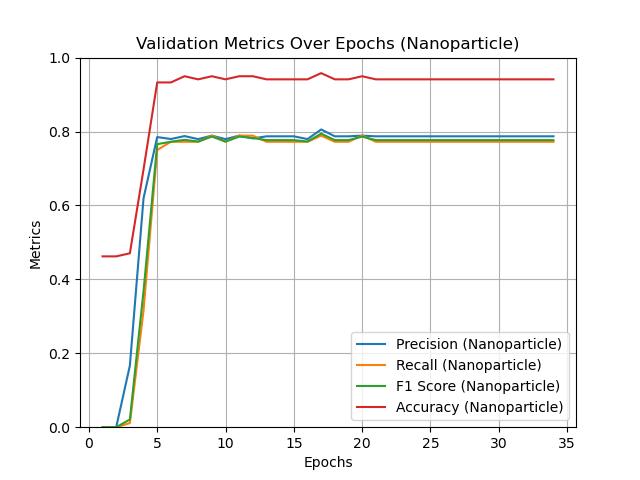 Validation Metrics Over Epochs (Nanoparticle)
1.0
0.8
0.6
0.4
0.2
0.0
Metrics
Precision (Nanoparticle)
Recall (Nanoparticle)
F1 Score (Nanoparticle)
Accuracy (Nanoparticle)
0 5 10 15 20 25 30 35
Epochs